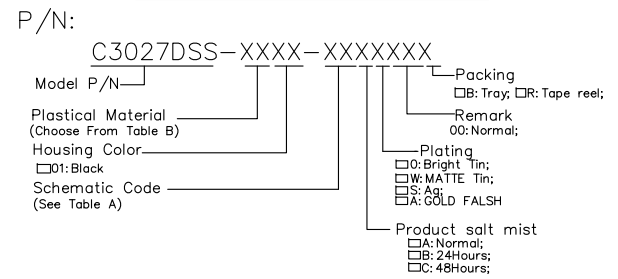 P/N:
C3027DSS-XXXX-XXXXXXX
Model P/N
Packing
□B: Tray; □R: Tape reel;
Plastical Material
(Choose From Table B)
Remark
00: Normal;
Housing Color
□01: Black
Plating
□0: Bright Tin;
□W: MATTE Tin;
□S: Ag;
□A: GOLD FALSH
Schematic Code
(See Table A)
Product salt mist
□A: Normal;
□B: 24Hours;
□C: 48Hours;